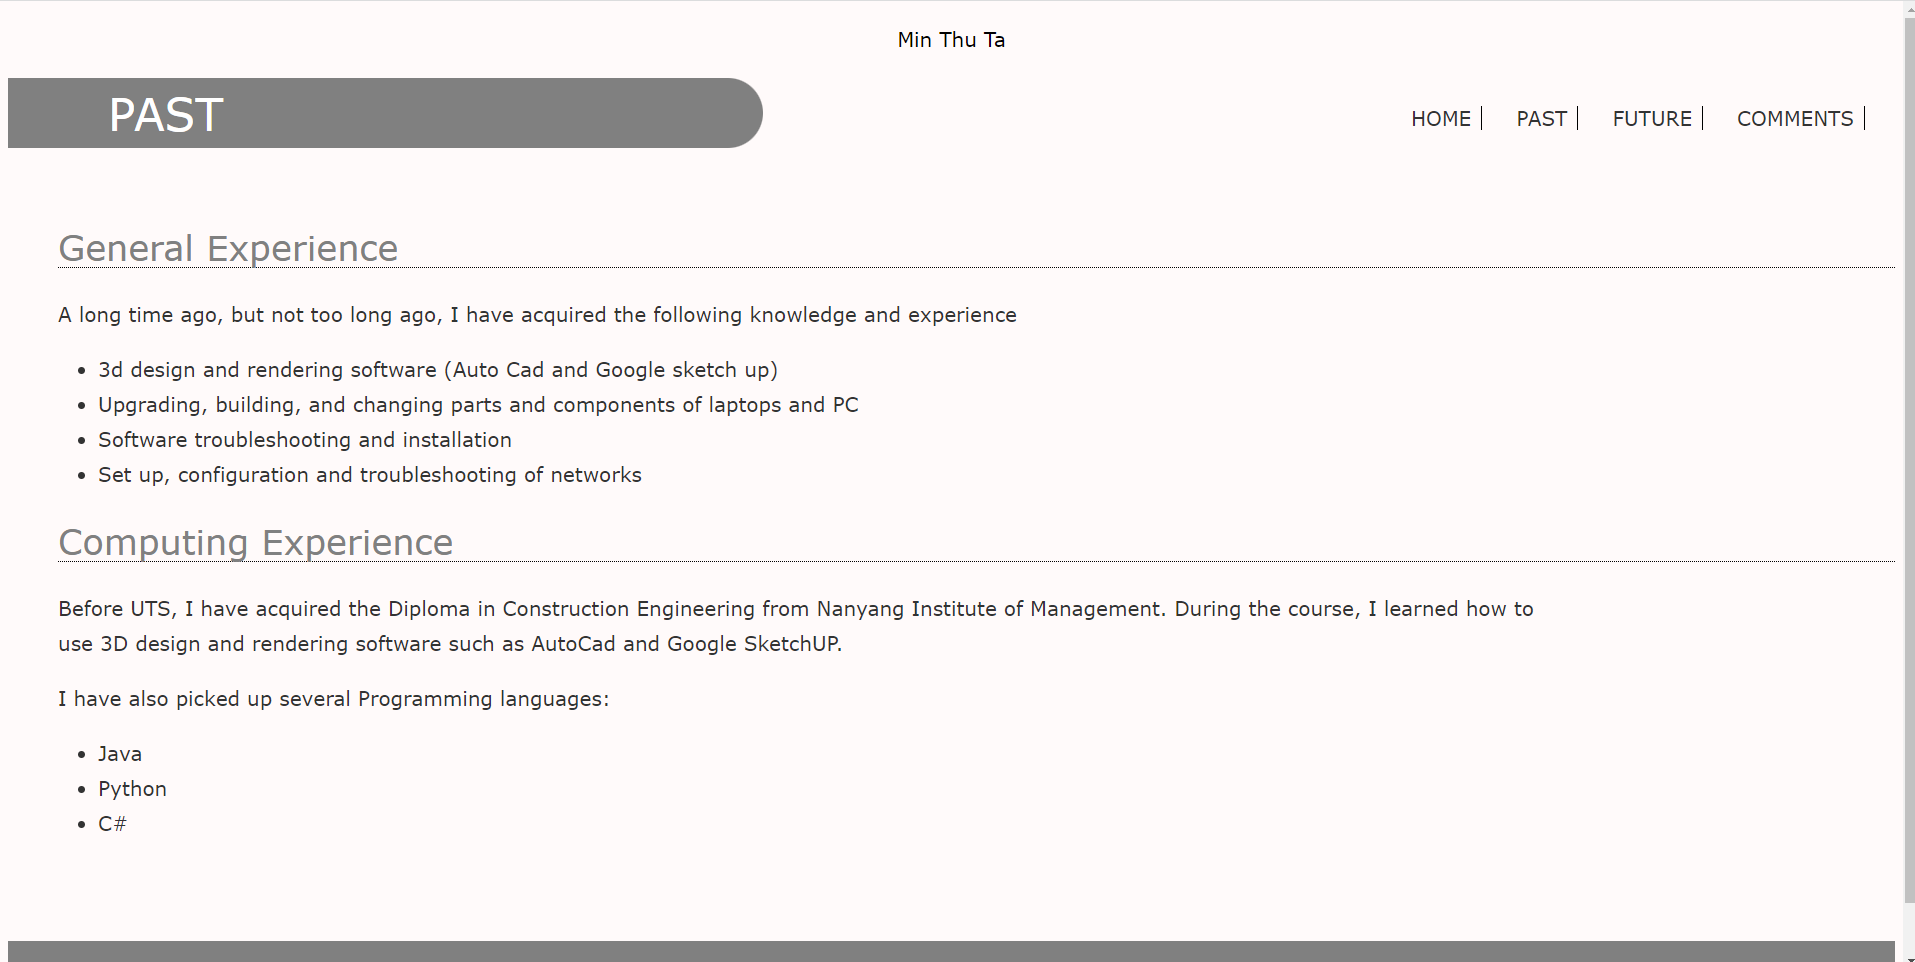 Min Thu Ta
PAST
HOME
PAST
FUTURE
COMMENTS
General Experience
A long time ago, but not too long ago, I have acquired the following knowledge and experience
3d design and rendering software (Auto Cad and Google sketch up)
Upgrading, building, and changing parts and components of laptops and PC
Software troubleshooting and installation
Set up, configuration and troubleshooting of networks
Computing Experience
Before UTS, I have acquired the Diploma in Construction Engineering from Nanyang Institute of Management. During the course, I learned how to
use 3D design and rendering software such as AutoCad and Google SketchUP.
I have also picked up several Programming languages:
Java
Python
C#